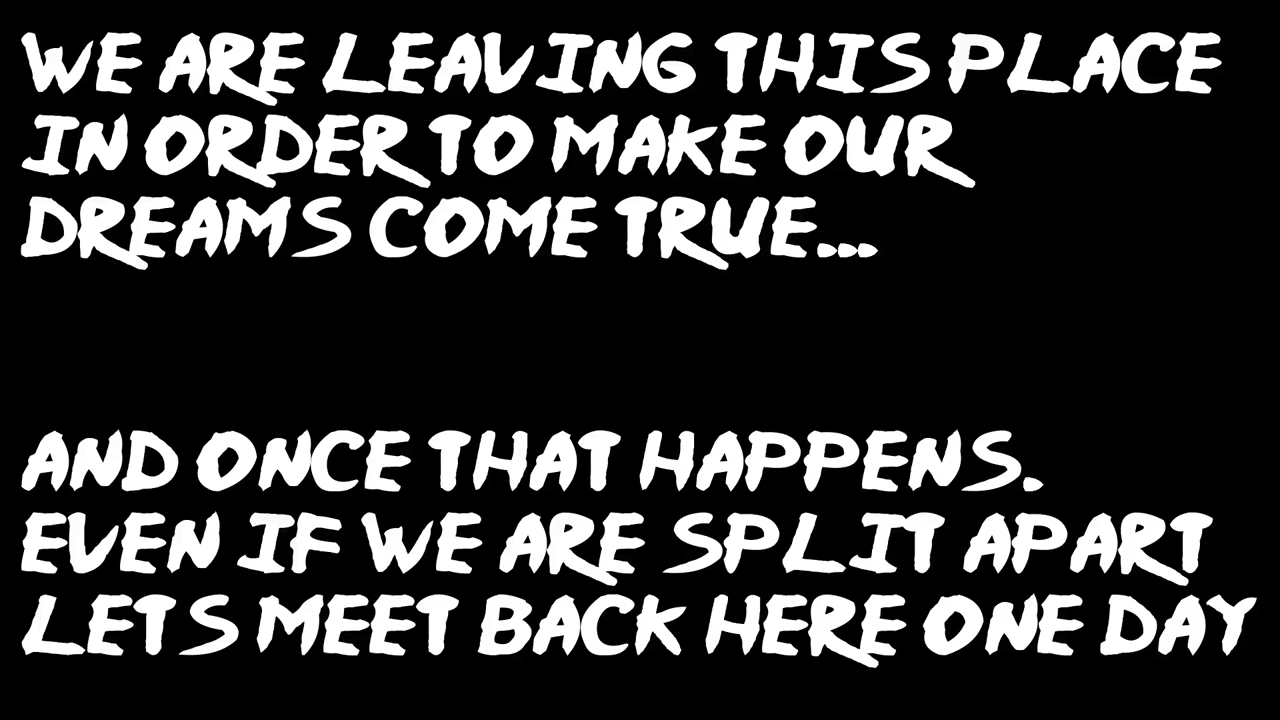 WE ARE LEAVING THIS PLACE
IN ORDER TO MAKE OUR
DREAMS COME TRUE...
AND ONCE THAT HAPPENS.
EVEN IF WE ARE SPLIT APART
LETS MEET BACK HERE ONE DAY